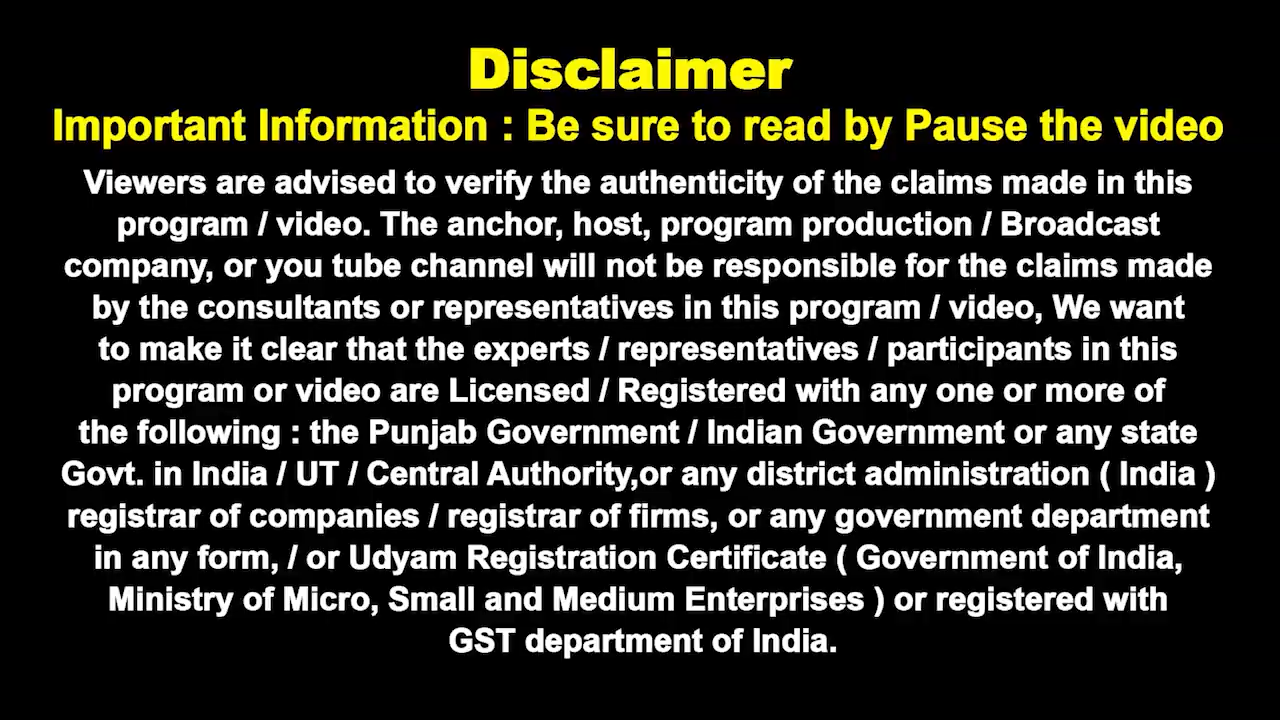 Disclaimer
Important Information : Be sure to read by Pause the video
Viewers are advised to verify the authenticity of the claims made in this
program / video. The anchor, host, program production / Broadcast
company, or you tube channel will not be responsible for the claims made
by the consultants or representatives in this program / video, We want
to make it clear that the experts / representatives / participants in this
program or video are Licensed / Registered with any one or more of
the following : the Punjab Government / Indian Government or any state
Govt. in India / UT / Central Authority,or any district administration ( India )
registrar of companies / registrar of firms, or any government department
in any form, / or Udyam Registration Certificate ( Government of India,
Ministry of Micro, Small and Medium Enterprises ) or registered with
GST department of India.